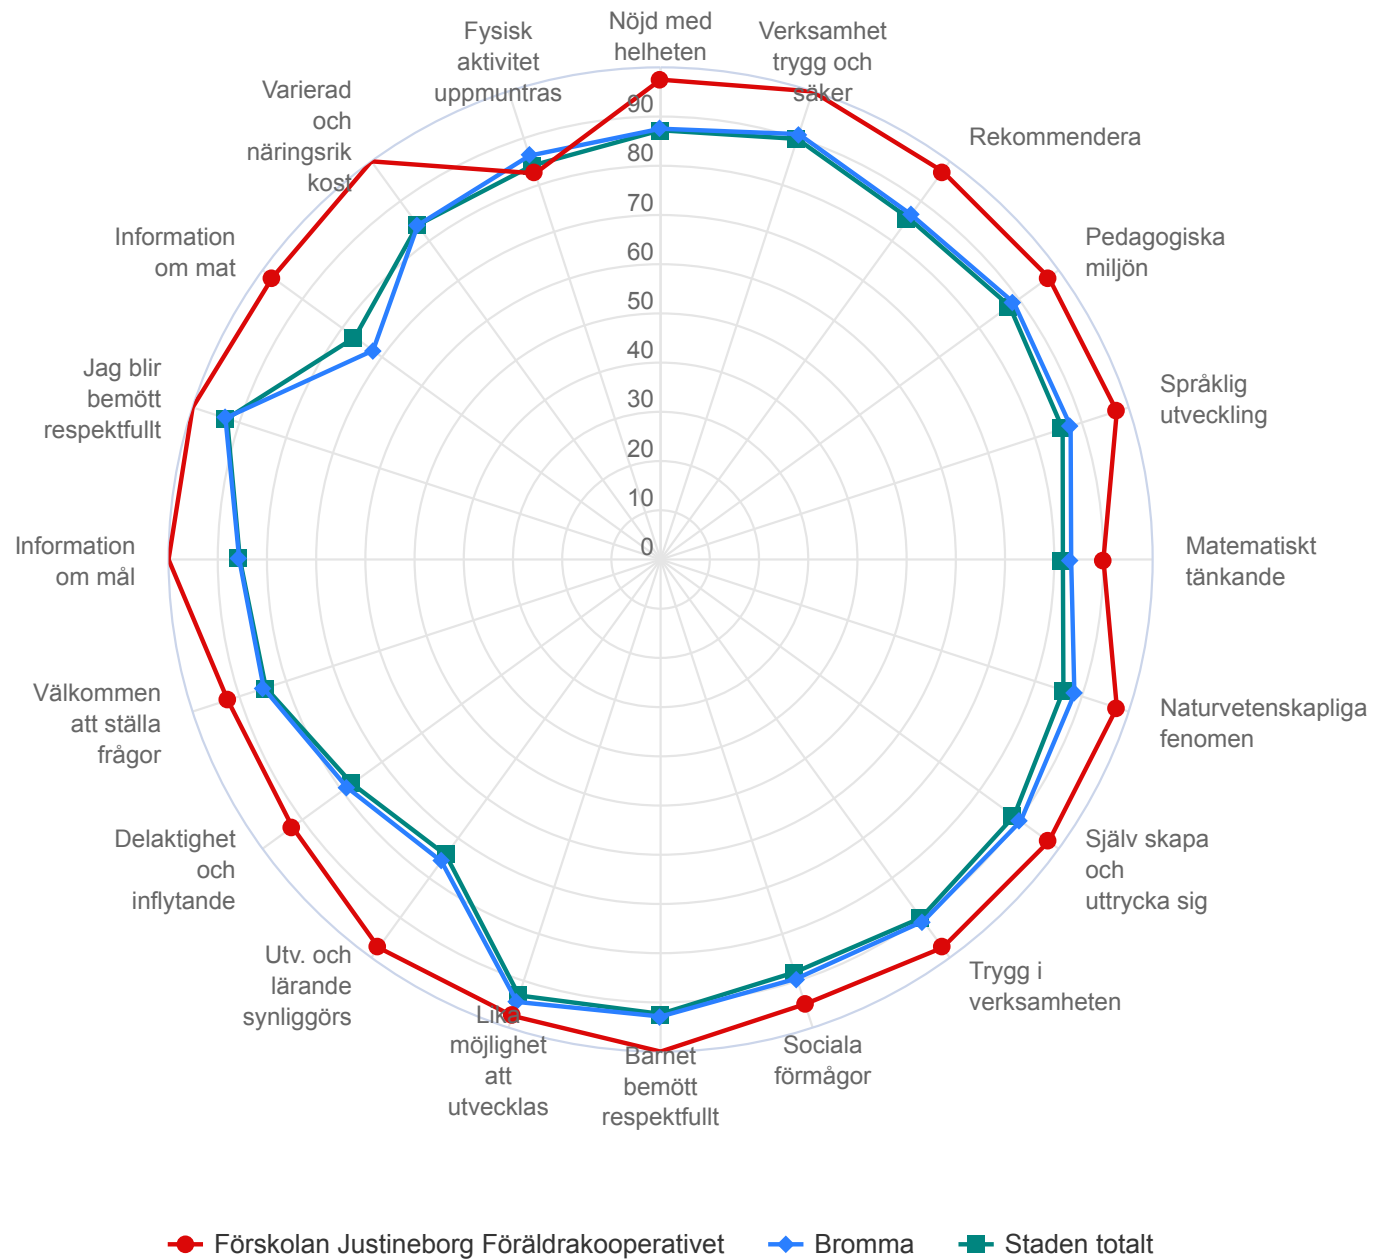 Nöjd med
helheten
Verksamhet
trygg och
säker
Rekommendera
Pedagogiska
miljön
Språklig
utveckling
Matematiskt
tänkande
Naturvetenskapliga
fenomen
Själv skapa
och
uttrycka sig
Trygg i
verksamheten
Sociala
förmågor
Barnet
bemött
respektfullt
Lika
möjlighet
att
utvecklas
Utv. och
lärande
synliggörs
Delaktighet
och
inflytande
Välkommen
att ställa
frågor
Information
om mål
Jag blir
bemött
respektfullt
Information
om mat
Varierad
och
näringsrik
kost
Fysisk
aktivitet
uppmuntras
90
80
70
60
50
40
30
20
10
0
Förskolan Justineborg Föräldrakooperativet
Bromma
Staden totalt